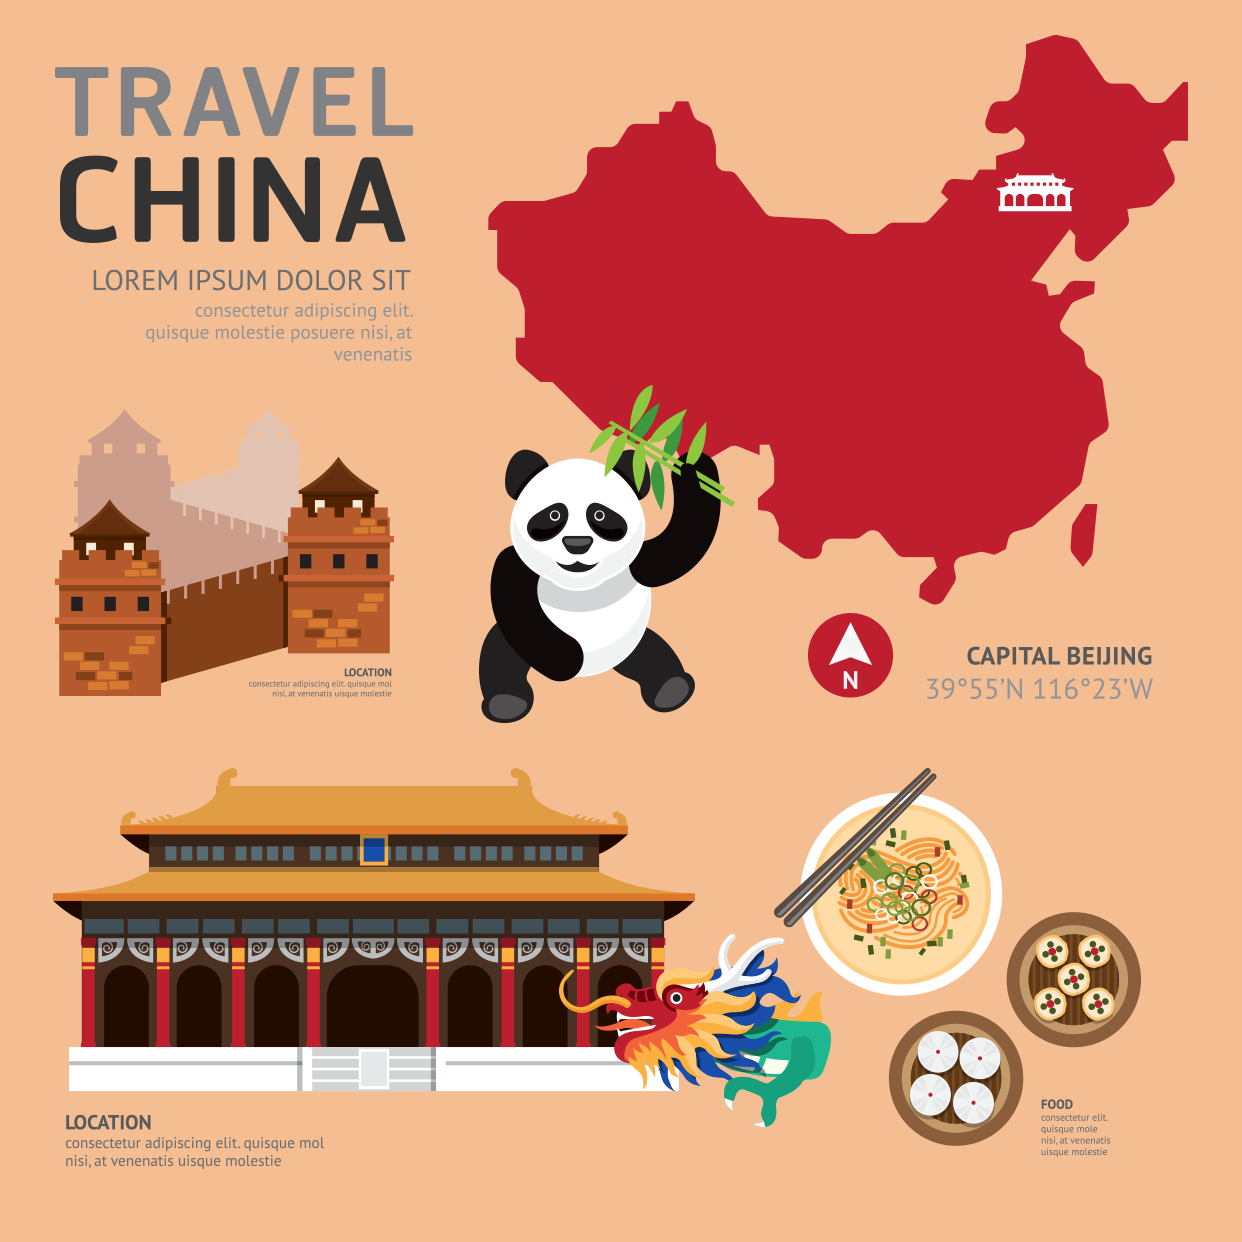 TRAVEL
CHINA
LOREM IPSUM DOLOR SIT
consectetur adipiscing elit.
quisque molestie posuere nisi, at
venenatis
LOCATION
consectetur adipiscing elit. quisque mol
nisi, at venenatis uisque molestie
N
CAPITAL BEIJING
39°55’N 116°23’W
LOCATION
consectetur adipiscing elit. quisque mol
nisi, at venenatis uisque molestie
FOOD
consectetur elit.
quisque mole
nisi, at venenatis
uisque molestie